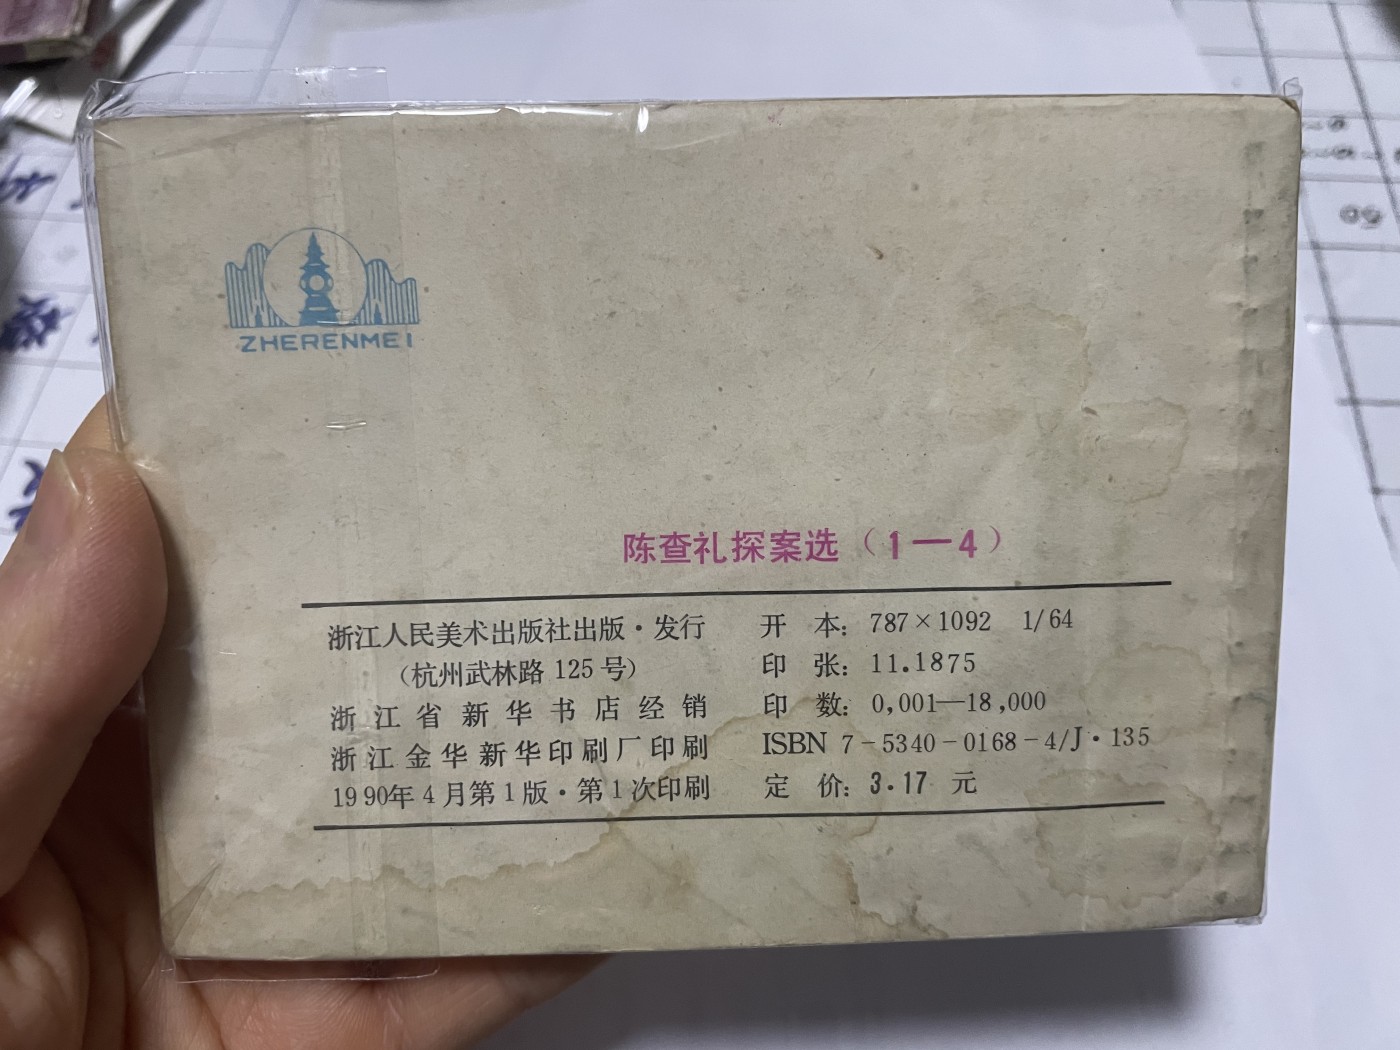 ZHERENMEI
陈查礼探案选（1—4）
浙江人民美术出版社出版·发行
（杭州武林路 125 号）
浙江省新华书店经销
浙江金华新华印刷厂印刷
1990年4月第1版·第1次印刷
开 本：787×1092 1/64
印 张：11.1875
印 数：0,001—18,000
ISBN 7-5340-0168-4/J·135
定 价：3.17 元